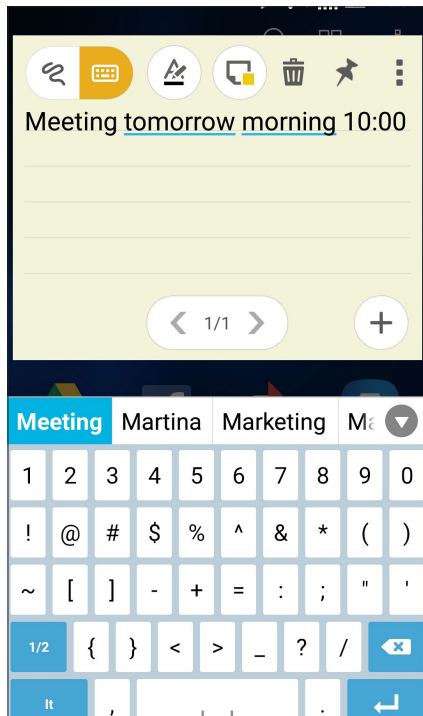 Meeting tomorrow morning 10:00
1/1
Meeting Martina Marketing
1 2 3 4 5 6 7 8 9 0
! @ # $ % ^ & * ( )
~ [ ] - + = : ; " '
1/2 { } < > _ ? /
It , .